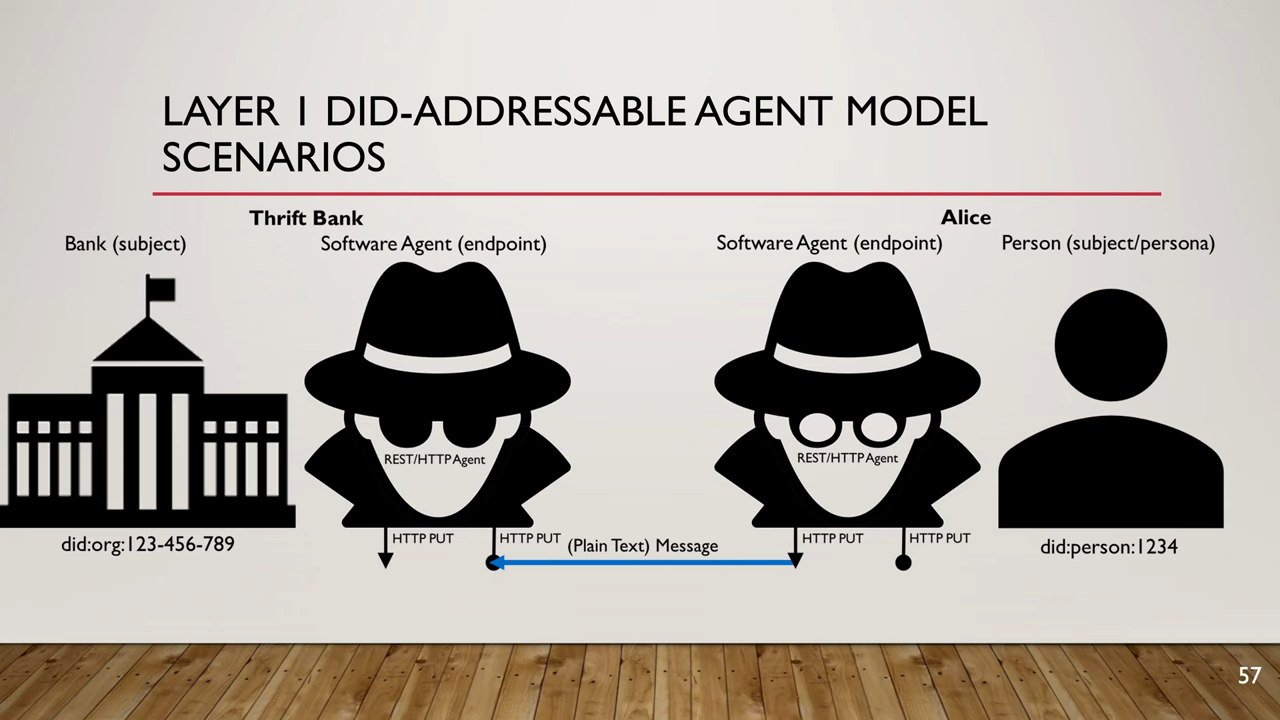 LAYER 1 DID-ADDRESSABLE AGENT MODEL
SCENARIOS
Thrift Bank
Alice
Bank (subject)
Software Agent (endpoint)
Software Agent (endpoint)
Person (subject/persona)
REST/HTTP Agent
REST/HTTP Agent
HTTP PUT
HTTP PUT
(Plain Text) Message
HTTP PUT
HTTP PUT
did:org:123-456-789
did:person:1234
57